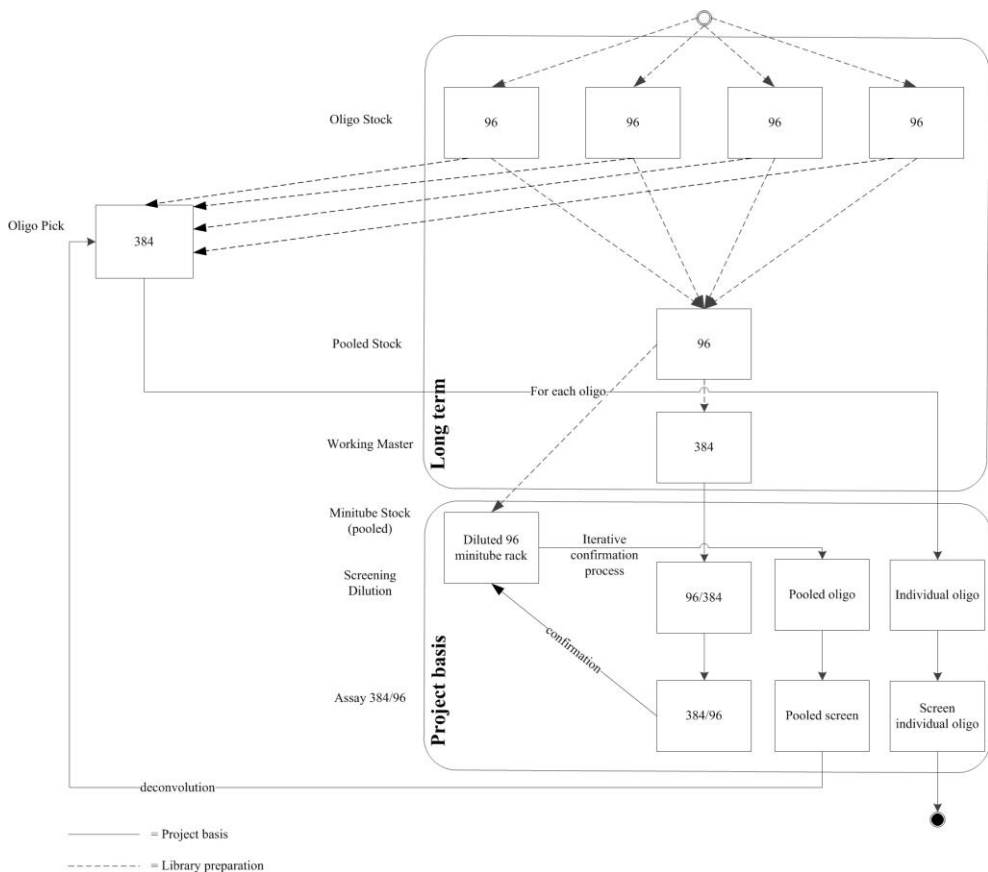 Oligo Stock
96
96
96
96
Oligo Pick
384
Pooled Stock
96
For each oligo
Working Master
384
Long term
Minitube Stock
(pooled)
Diluted 96
minitube rack
Iterative
confirmation
process
Screening
Dilution
96/384
Pooled oligo
Individual oligo
confirmation
Project basis
Assay 384/96
384/96
Pooled screen
Screen
individual oligo
deconvolution
= Project basis
= Library preparation